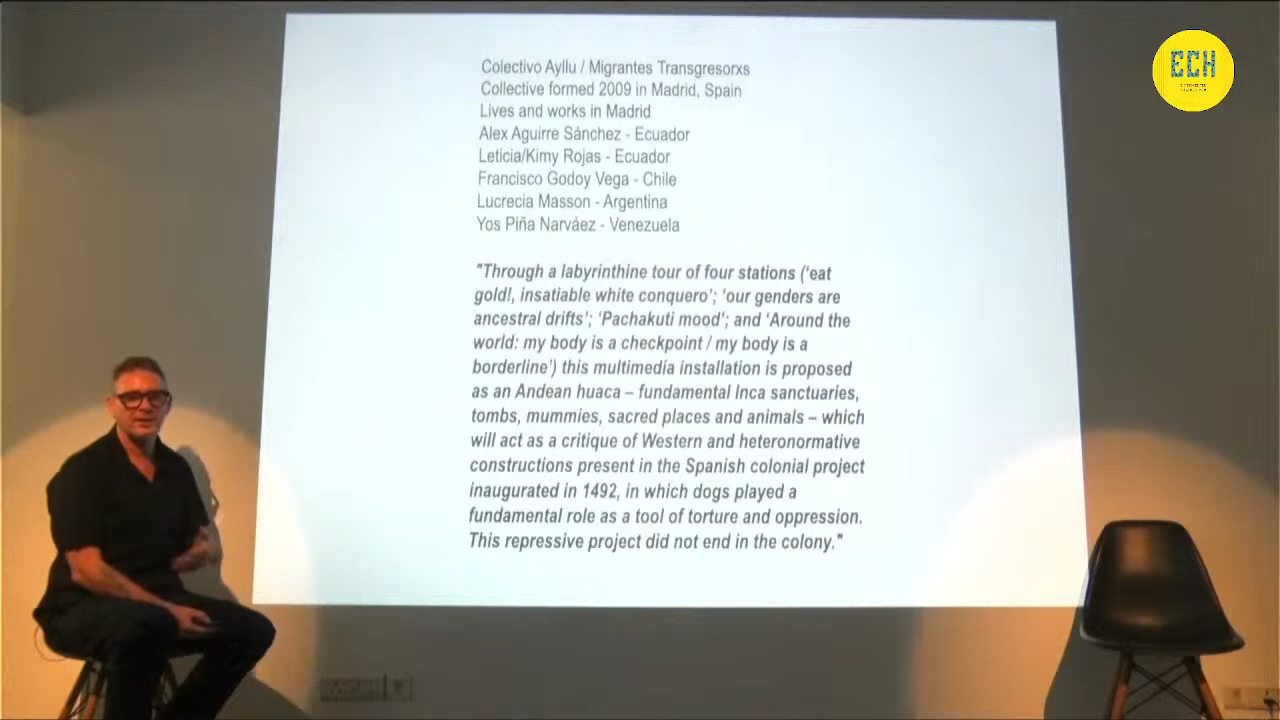 Colectivo Ayllu / Migrantes Transgresorxs
Collective formed 2009 in Madrid, Spain
Lives and works in Madrid
Alex Aguirre Sánchez - Ecuador
Leticia/Kimy Rojas - Ecuador
Francisco Godoy Vega - Chile
Lucrecia Masson - Argentina
Yos Piña Narváez - Venezuela
"Through a labyrinthine tour of four stations (‘eat
gold!, insatiable white conquero’; ‘our genders are
ancestral drifts’; ‘Pachakuti mood’; and ‘Around the
world: my body is a checkpoint / my body is a
borderline’) this multimedia installation is proposed
as an Andean huaca – fundamental Inca sanctuaries,
tombs, mummies, sacred places and animals – which
will act as a critique of Western and heteronormative
constructions present in the Spanish colonial project
inaugurated in 1492, in which dogs played a
fundamental role as a tool of torture and oppression.
This repressive project did not end in the colony."
ECH